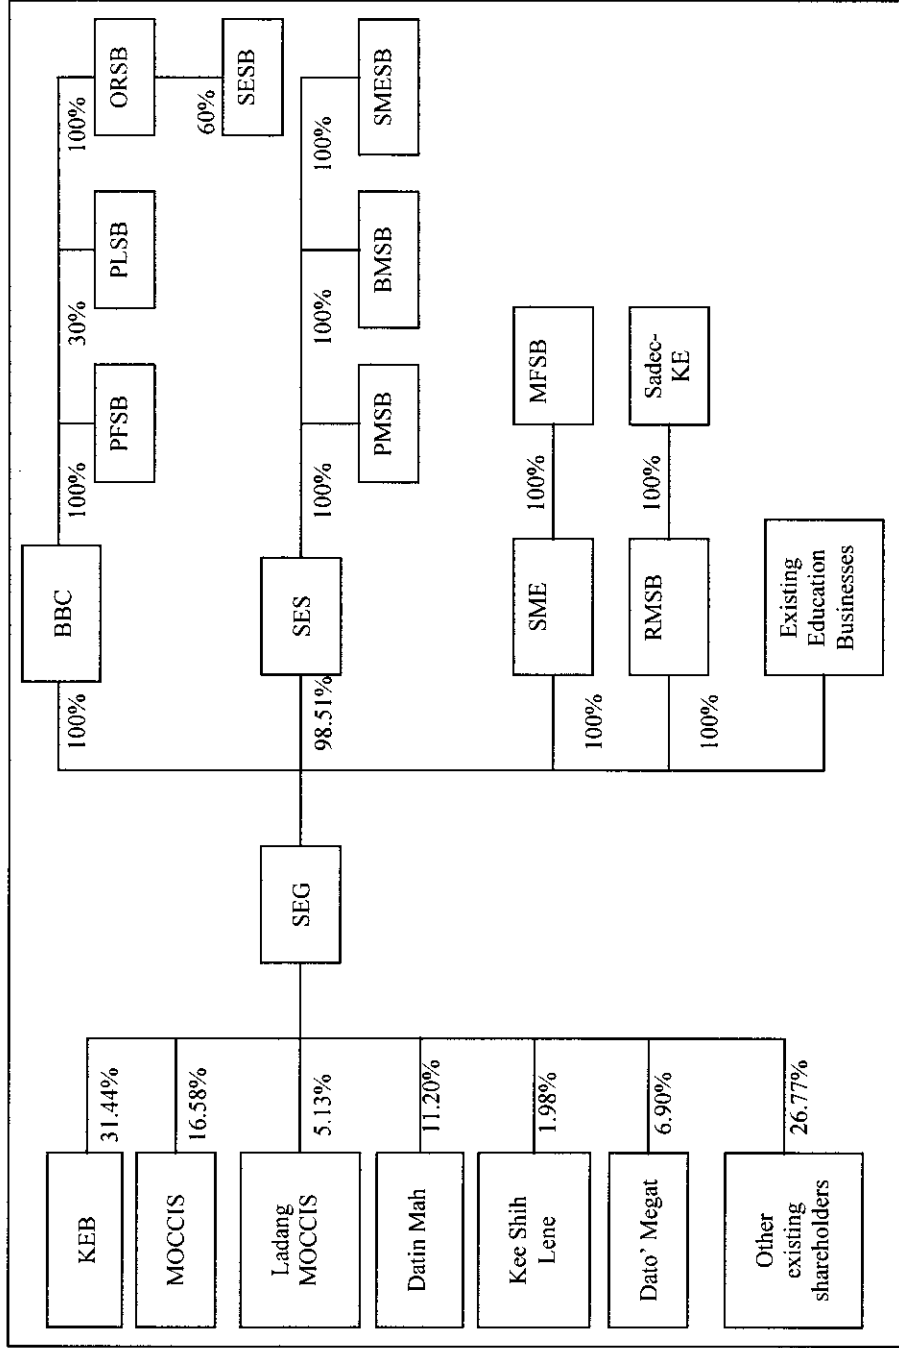 KEB
31.44%
MOCCIS
16.58%
Ladang
MOCCIS
5.13%
Datin Mah
11.20%
Kee Shih
Lene
1.98%
Dato' Megat
6.90%
Other
existing
shareholders
26.77%
SEG
100%
BBC
100%
PFSB
30%
PLSB
100%
ORSB
60%
SESB
98.51%
SES
100%
PMSB
100%
BMSB
100%
SMESB
100%
SME
100%
MFSB
100%
RMSB
100%
Sadec-
KE
Existing
Education
Businesses